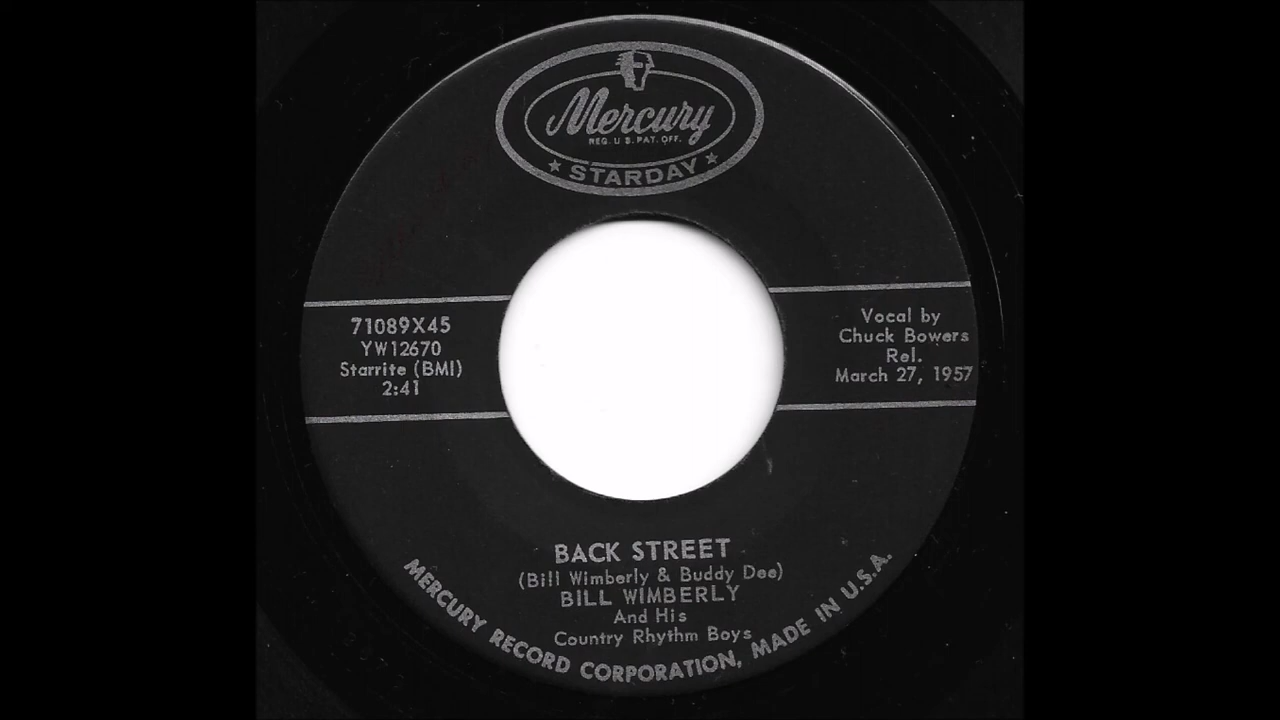 Mercury
REG. U.S. PAT. OFF.
★ STARDAY ★
71089X45
YW12670
Starrite (BMI)
2:41
Vocal by
Chuck Bowers
Rel.
March 27, 1957
BACK STREET
(Bill Wimberly & Buddy Dee)
BILL WIMBERLY
And His
Country Rhythm Boys
MERCURY RECORD CORPORATION, MADE IN U.S.A.